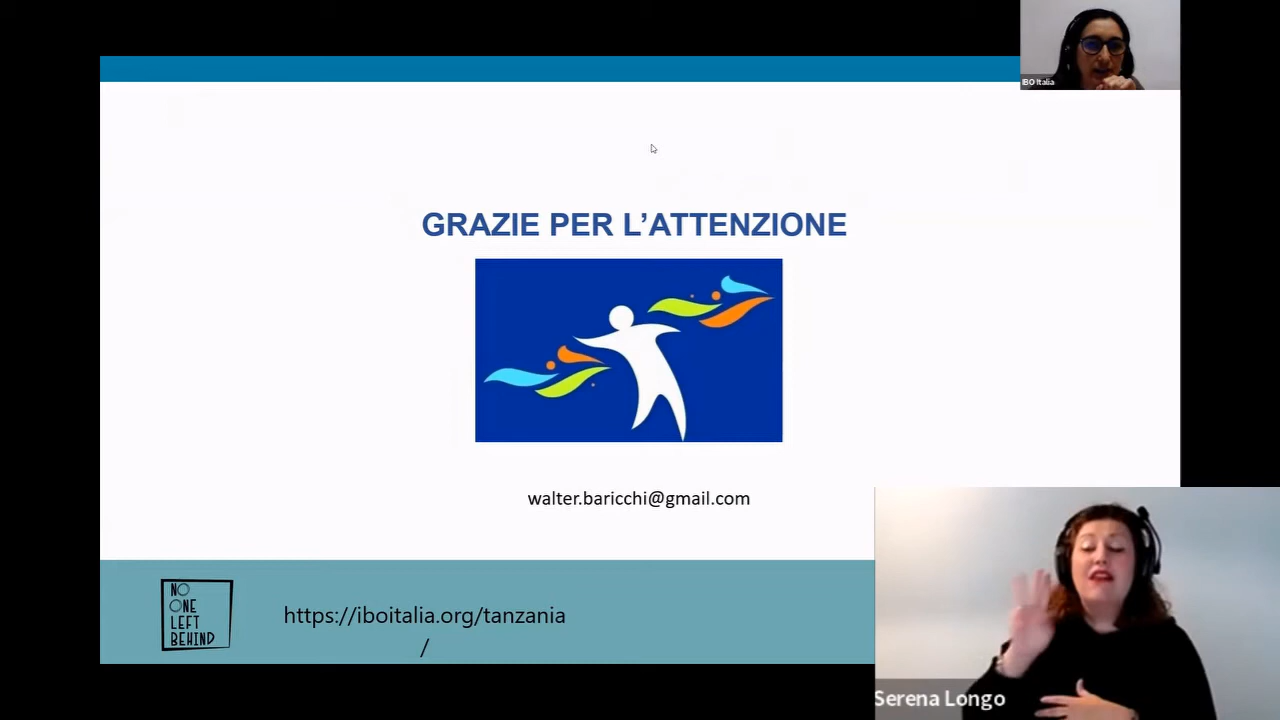 IBO Italia
GRAZIE PER L’ATTENZIONE
walter.baricchi@gmail.com
NO
ONE
LEFT
BEHIND
https://iboitalia.org/tanzania
/
Serena Longo